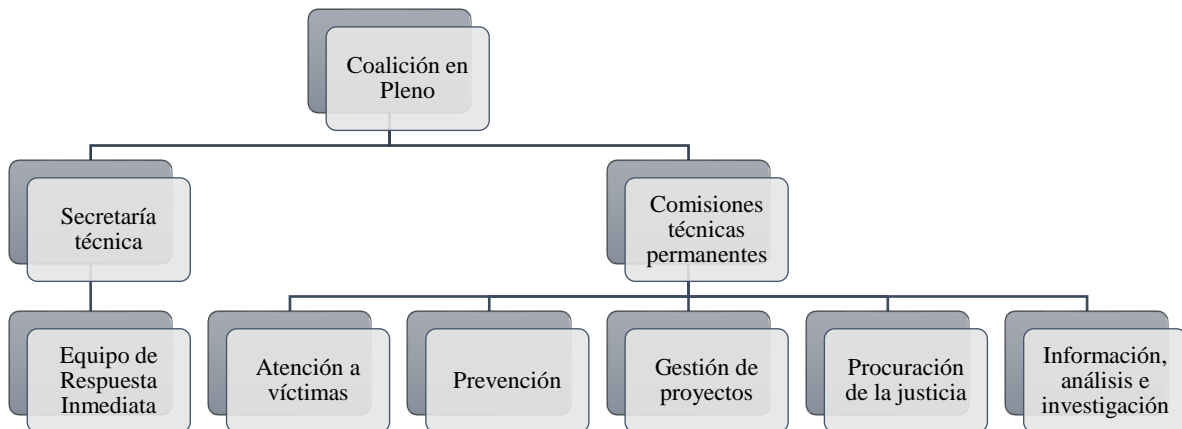 Coalición en
Pleno
Secretaría
técnica
Comisiones
técnicas
permanentes
Equipo de
Respuesta
Inmediata
Atención a
víctimas
Prevención
Gestión de
proyectos
Procuración
de la justicia
Información,
análisis e
investigación